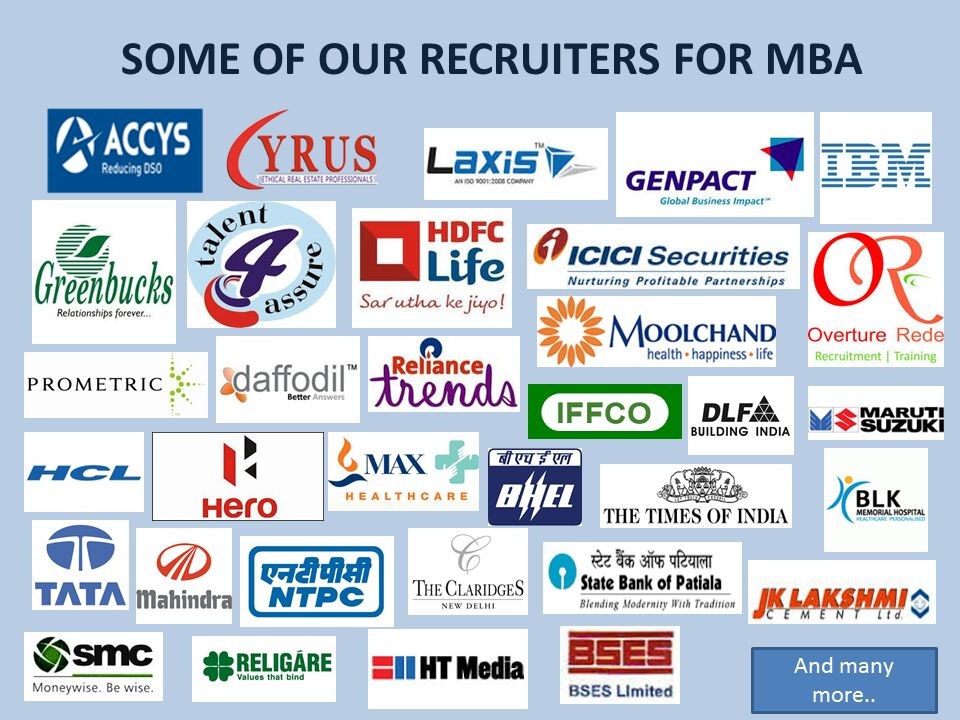 SOME OF OUR RECRUITERS FOR MBA
ACCYS
Reducing DSO
CYRUS
ETHICAL REAL ESTATE PROFESSIONALS
LAXIS™
AN ISO 9001:2008 COMPANY
GENPACT
Global Business Impact℠
IBM
Greenbucks
Relationships forever...
talent
4
assure
HDFC
Life
Sar utha ke jiyo!
ICICI Securities
Nurturing Profitable Partnerships
OR
Overture Rede
Recruitment | Training
MOOLCHAND
health • happiness • life
PROMETRIC
daffodil™
Better Answers
Reliance
trends
IFFCO
DLF
BUILDING INDIA
MARUTI
SUZUKI
HCL
HERO
MAX
HEALTHCARE
बी एच ई एल
BHEL
THE TIMES OF INDIA
BLK
MEMORIAL HOSPITAL
HEALTHCARE PERSONALISED
TATA
Mahindra
एनटीपीसी
NTPC
C
THE CLARIDGES
NEW DELHI
स्टेट बैंक ऑफ पटियाला
State Bank of Patiala
Blending Modernity With Tradition
JK LAKSHMI
CEMENT Ltd.
smc
Moneywise. Be wise.
RELIGARE
Values that bind
HT Media
BSES
BSES Limited
And many
more..